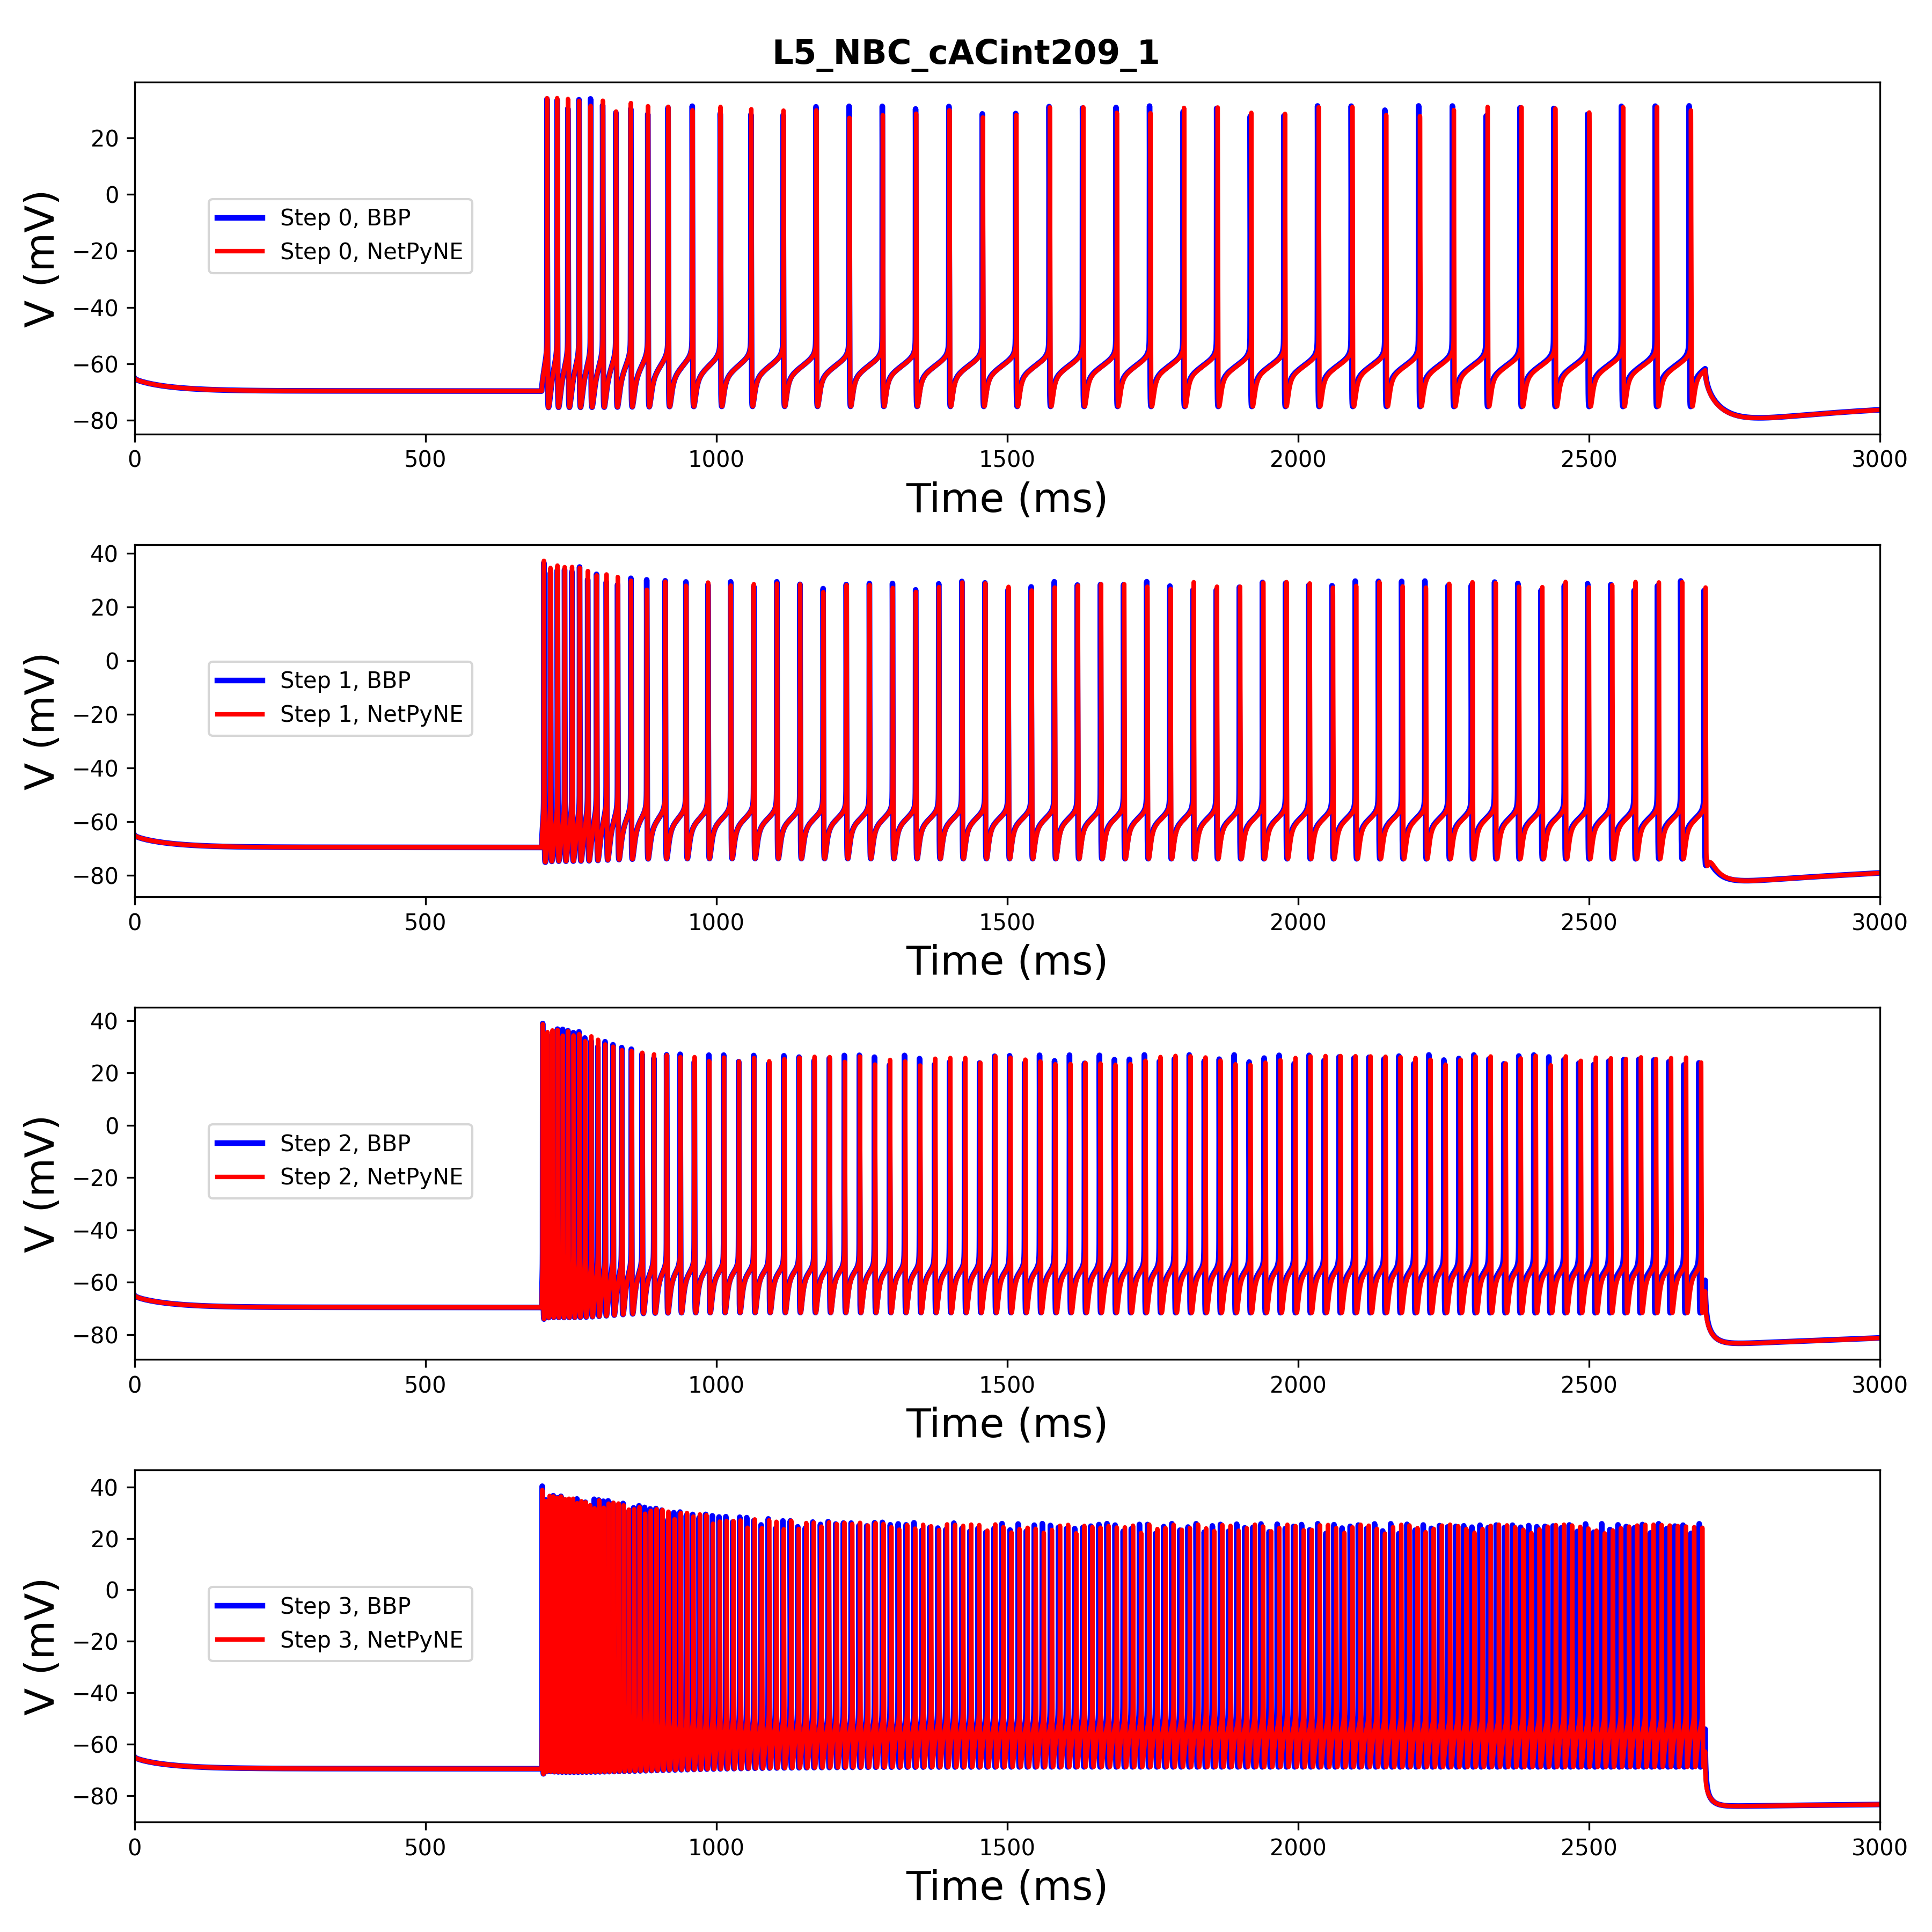 L5_NBC_cACint209_1
20
0
−20
−40
−60
−80
V (mV)
Step 0, BBP
Step 0, NetPyNE
0 500 1000 1500 2000 2500 3000
Time (ms)
40
20
0
−20
−40
−60
−80
V (mV)
Step 1, BBP
Step 1, NetPyNE
0 500 1000 1500 2000 2500 3000
Time (ms)
40
20
0
−20
−40
−60
−80
V (mV)
Step 2, BBP
Step 2, NetPyNE
0 500 1000 1500 2000 2500 3000
Time (ms)
40
20
0
−20
−40
−60
−80
V (mV)
Step 3, BBP
Step 3, NetPyNE
0 500 1000 1500 2000 2500 3000
Time (ms)